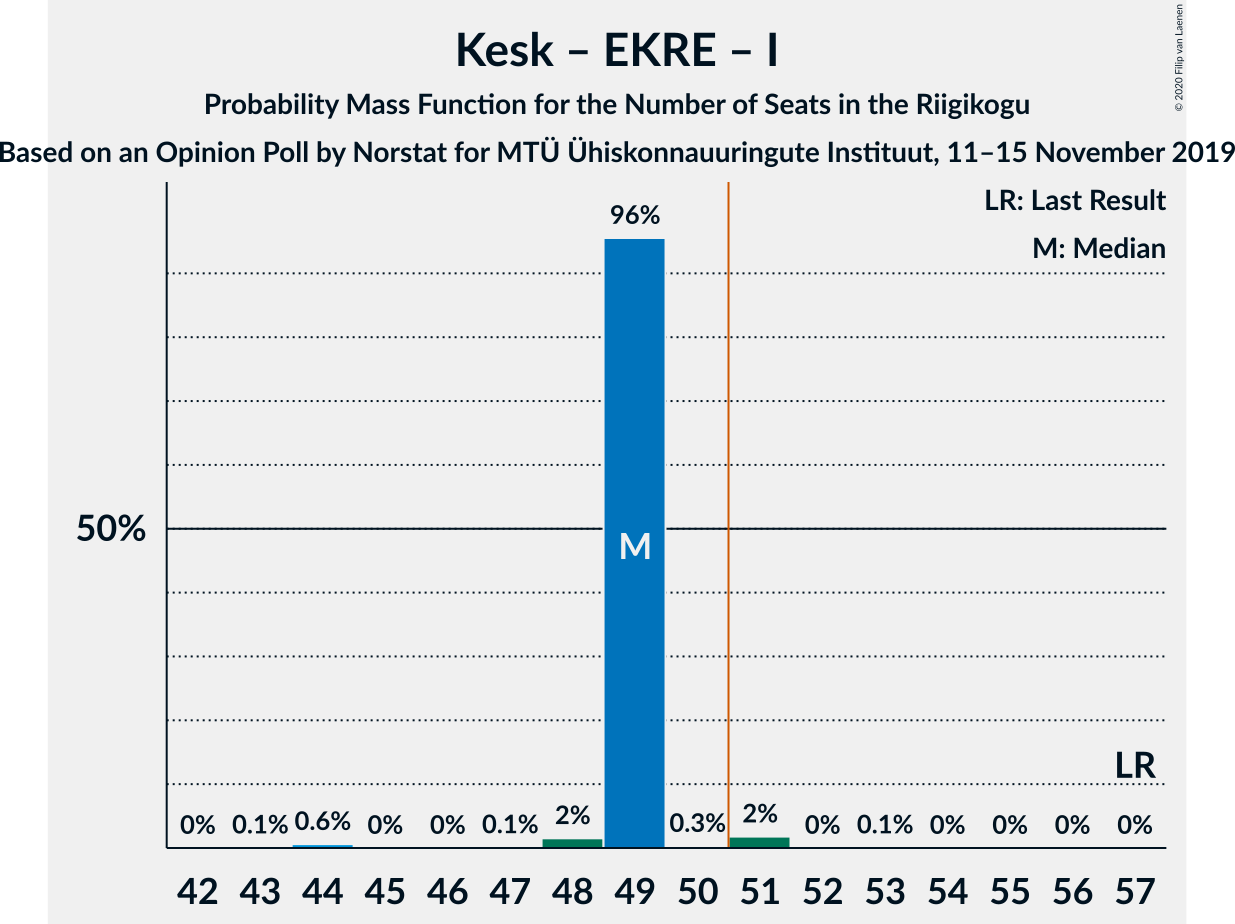 Kesk – EKRE – I
Probability Mass Function for the Number of Seats in the Riigikogu
Based on an Opinion Poll by Norstat for MTÜ Ühiskonnauuringute Instituut, 11–15 November 2019
© 2020 Filip van Laenen
LR: Last Result
M: Median
96%
50%
M
LR
0% 0.1% 0.6% 0% 0% 0.1% 2% 0.3% 2% 0% 0.1% 0% 0% 0% 0%
42 43 44 45 46 47 48 49 50 51 52 53 54 55 56 57